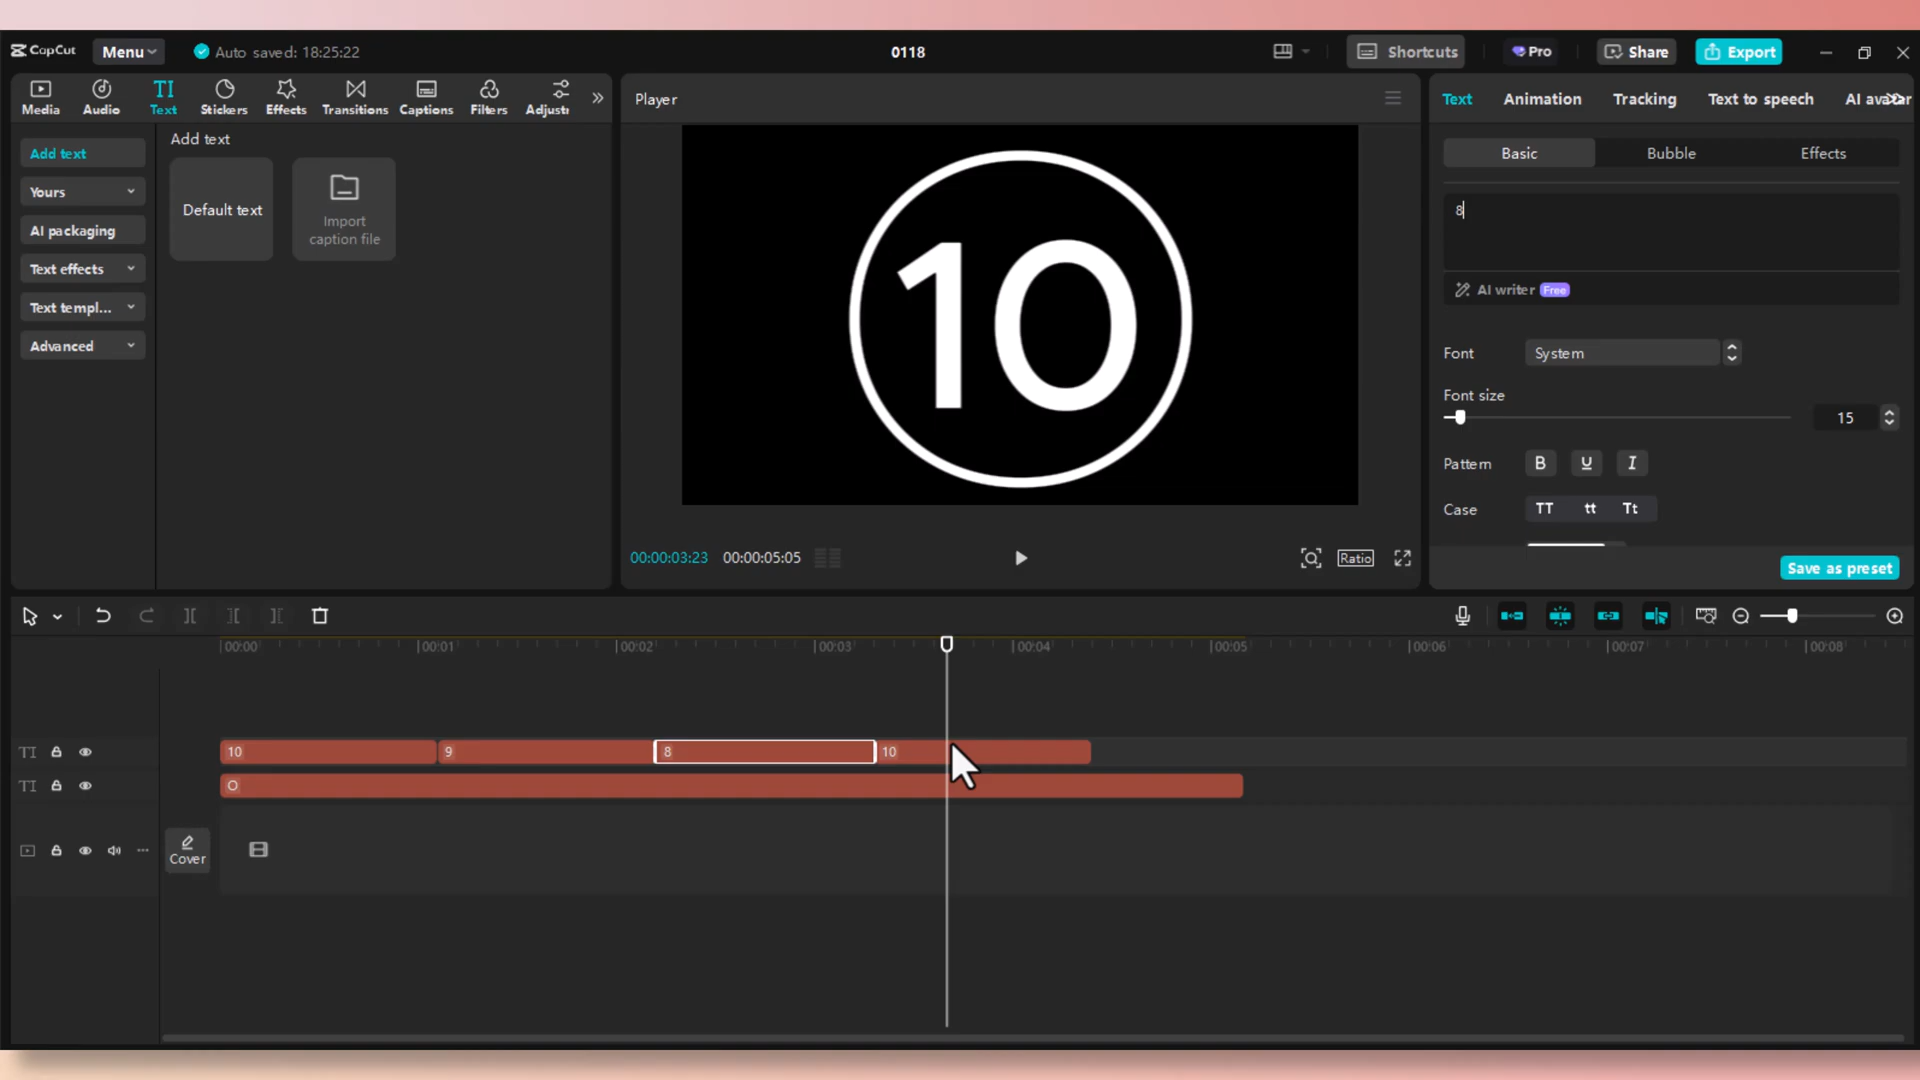 CapCut
Menu
Auto saved: 18:25:22
0118
Shortcuts
Pro
Share
Export
Media
Audio
TI
Text
Stickers
Effects
Transitions
Captions
Filters
Adjustr
Add text
Yours
AI packaging
Text effects
Text templ...
Advanced
Add text
Default text
Import
caption file
Player
10
00:00:03:23
00:00:05:05
Ratio
Text
Animation
Tracking
Text to speech
AI avatar
Basic
Bubble
Effects
8
AI writer
Free
Font
System
Font size
15
Pattern
B
U
I
Case
TT
tt
Tt
Save as preset
00:00
00:01
00:02
00:03
00:04
00:05
00:06
00:07
00:08
TI
10
9
8
10
TI
O
Cover